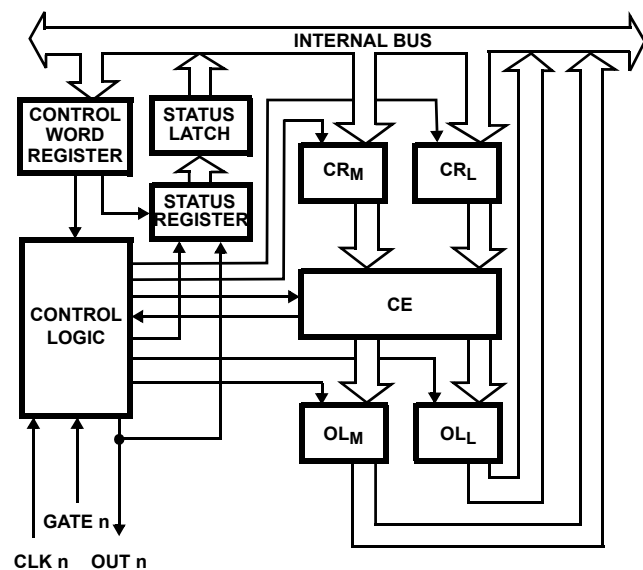 INTERNAL BUS
CONTROL
WORD
REGISTER
STATUS
LATCH
CRM
CRL
STATUS
REGISTER
CONTROL
LOGIC
CE
OLM
OLL
GATE n
CLK n
OUT n